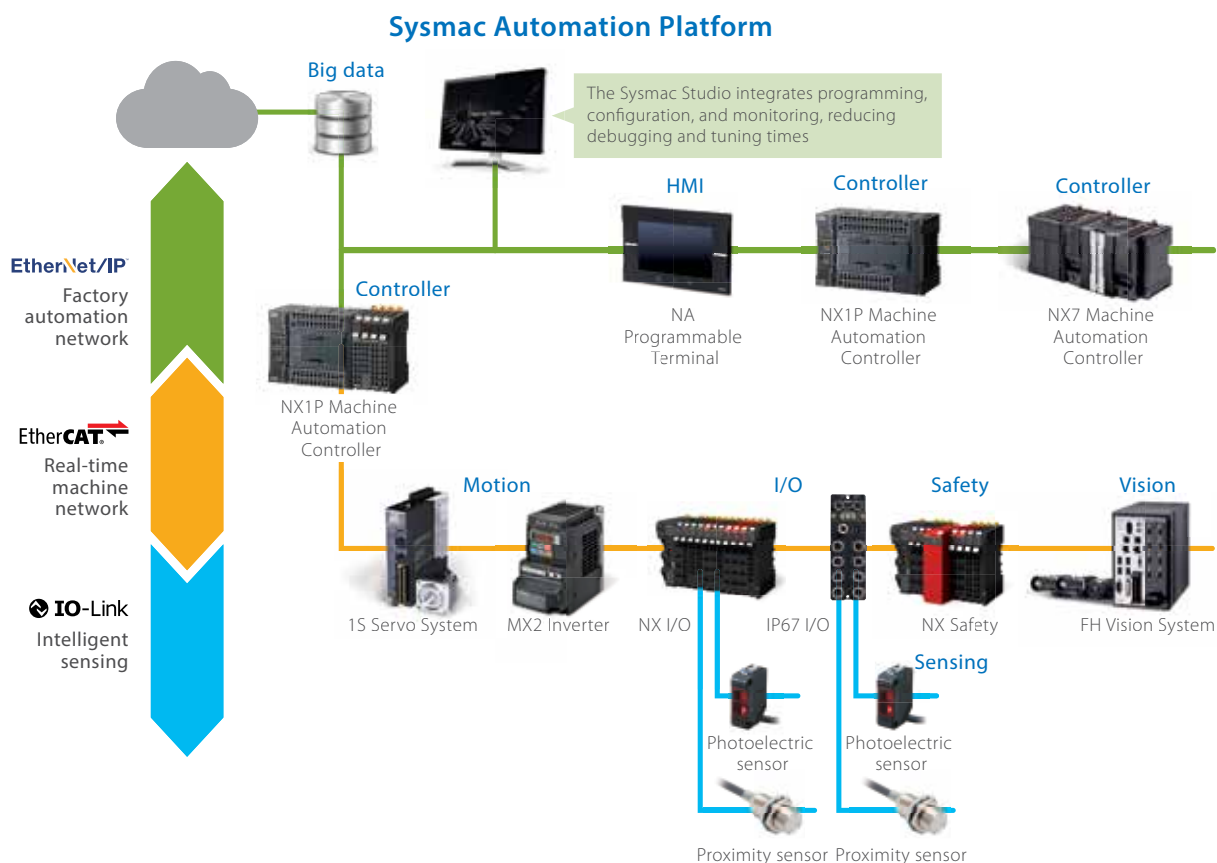 Sysmac Automation Platform
Big data
The Sysmac Studio integrates programming,
configuration, and monitoring, reducing
debugging and tuning times
HMI
Controller
Controller
EtherNet/IP
Factory
automation
network
Controller
NA
Programmable
Terminal
NX1P Machine
Automation
Controller
NX7 Machine
Automation
Controller
NX1P Machine
Automation
Controller
EtherCAT
Real-time
machine
network
Motion
I/O
Safety
Vision
IO-Link
Intelligent
sensing
1S Servo System
MX2 Inverter
NX I/O
IP67 I/O
NX Safety
FH Vision System
Sensing
Photoelectric
sensor
Photoelectric
sensor
Proximity sensor
Proximity sensor